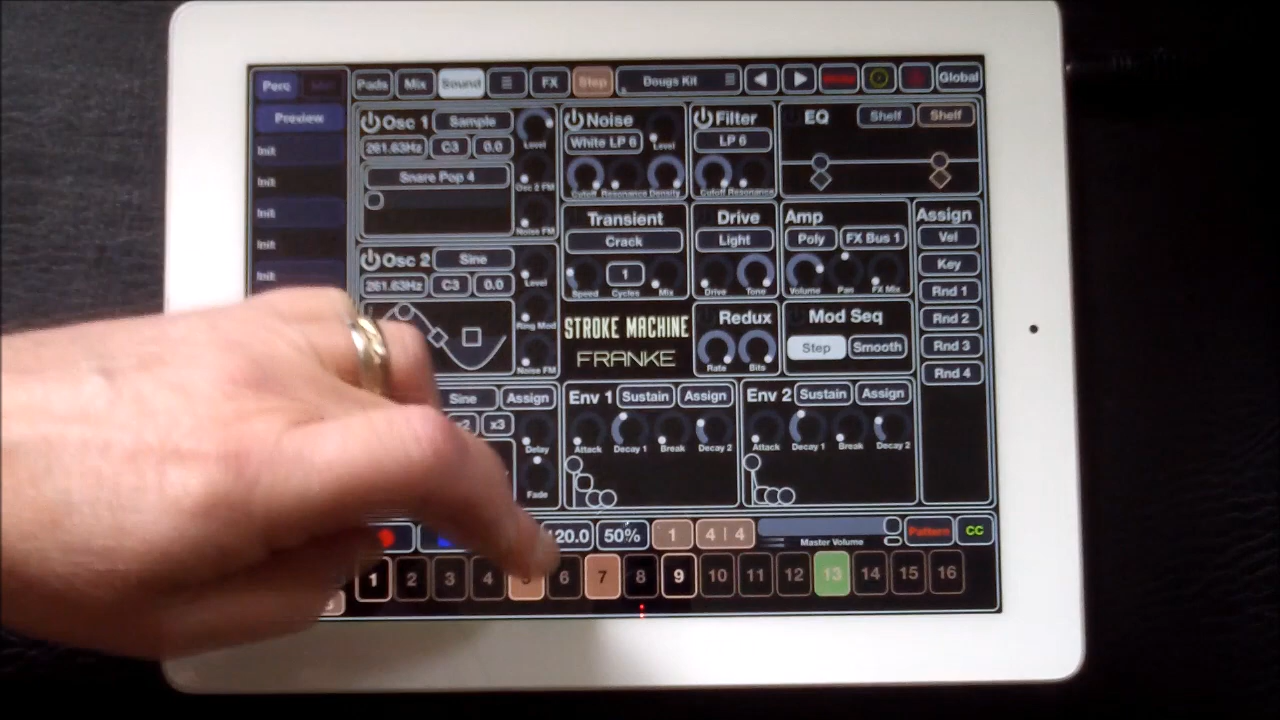 Perc Pads Mix Sound FX Step Dougs Kit Global
Preview
Init
Init
Init
Init
Init
Osc 1 Sample
261.63Hz C3 0.0
Level
Snare Pop 4
Osc 2 FM
Noise FM
Osc 2 Sine
261.63Hz C3 0.0
Level
Ring Mod
Noise FM
Noise
White LP 6 Level
Cutoff Resonance Density
Filter
LP 6
Cutoff Resonance
EQ Shelf Shelf
Transient
Crack
1
Speed Cycles Mix
Drive
Light
Drive Tone
Amp
Poly FX Bus 1
Volume Pan FX Mix
Assign
Vel
Key
Rnd 1
Rnd 2
Rnd 3
Rnd 4
STROKE MACHINE
FRANKE
Redux
Rate Bits
Mod Seq
Step Smooth
Sine Assign
x3
Delay
Fade
Env 1 Sustain Assign
Attack Decay 1 Break Decay 2
Env 2 Sustain Assign
Attack Decay 1 Break Decay 2
120.0 50% 1 4 | 4 Master Volume Pattern CC
1 2 3 4 5 6 7 8 9 10 11 12 13 14 15 16